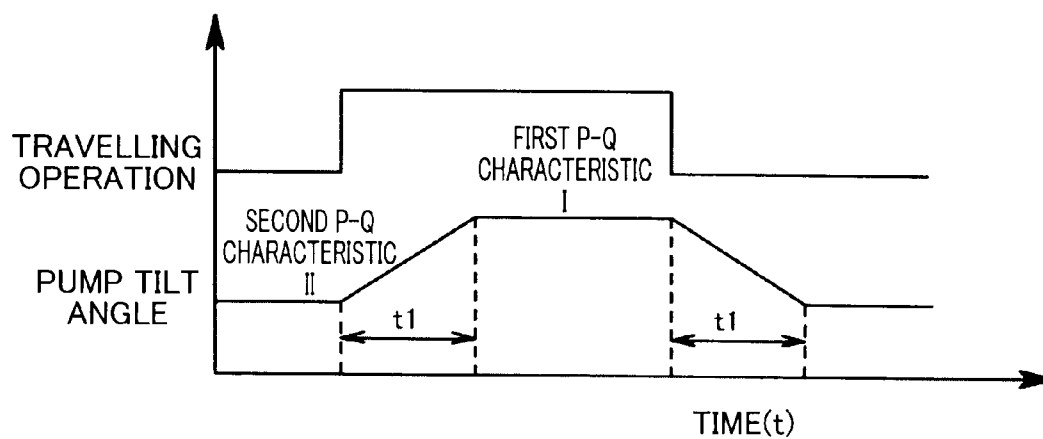 TRAVELLING
OPERATION
FIRST P-Q
CHARACTERISTIC
I
SECOND P-Q
CHARACTERISTIC
II
PUMP TILT
ANGLE
t1
t1
TIME(t)